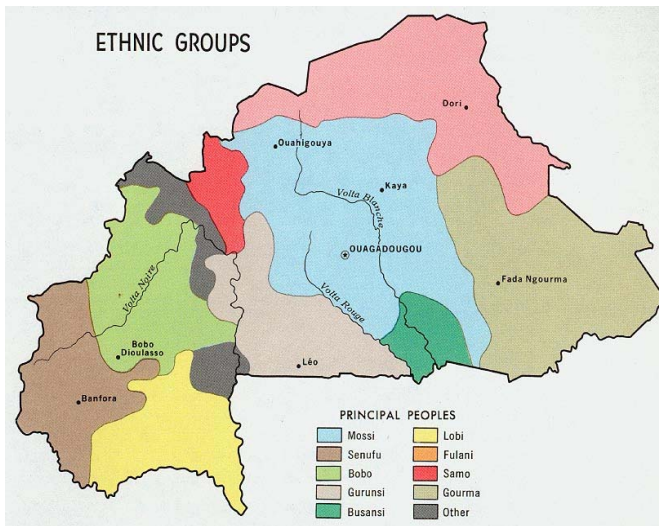 ETHNIC GROUPS
Dori
Ouahigouya
Kaya
Volta Blanche
OUAGADOUGOU
Volta Noire
Volta Rouge
Fada Ngourma
Bobo
Dioulasso
Léo
Banfora
PRINCIPAL PEOPLES
Mossi
Senufu
Bobo
Gurunsi
Busansi
Lobi
Fulani
Samo
Gourma
Other